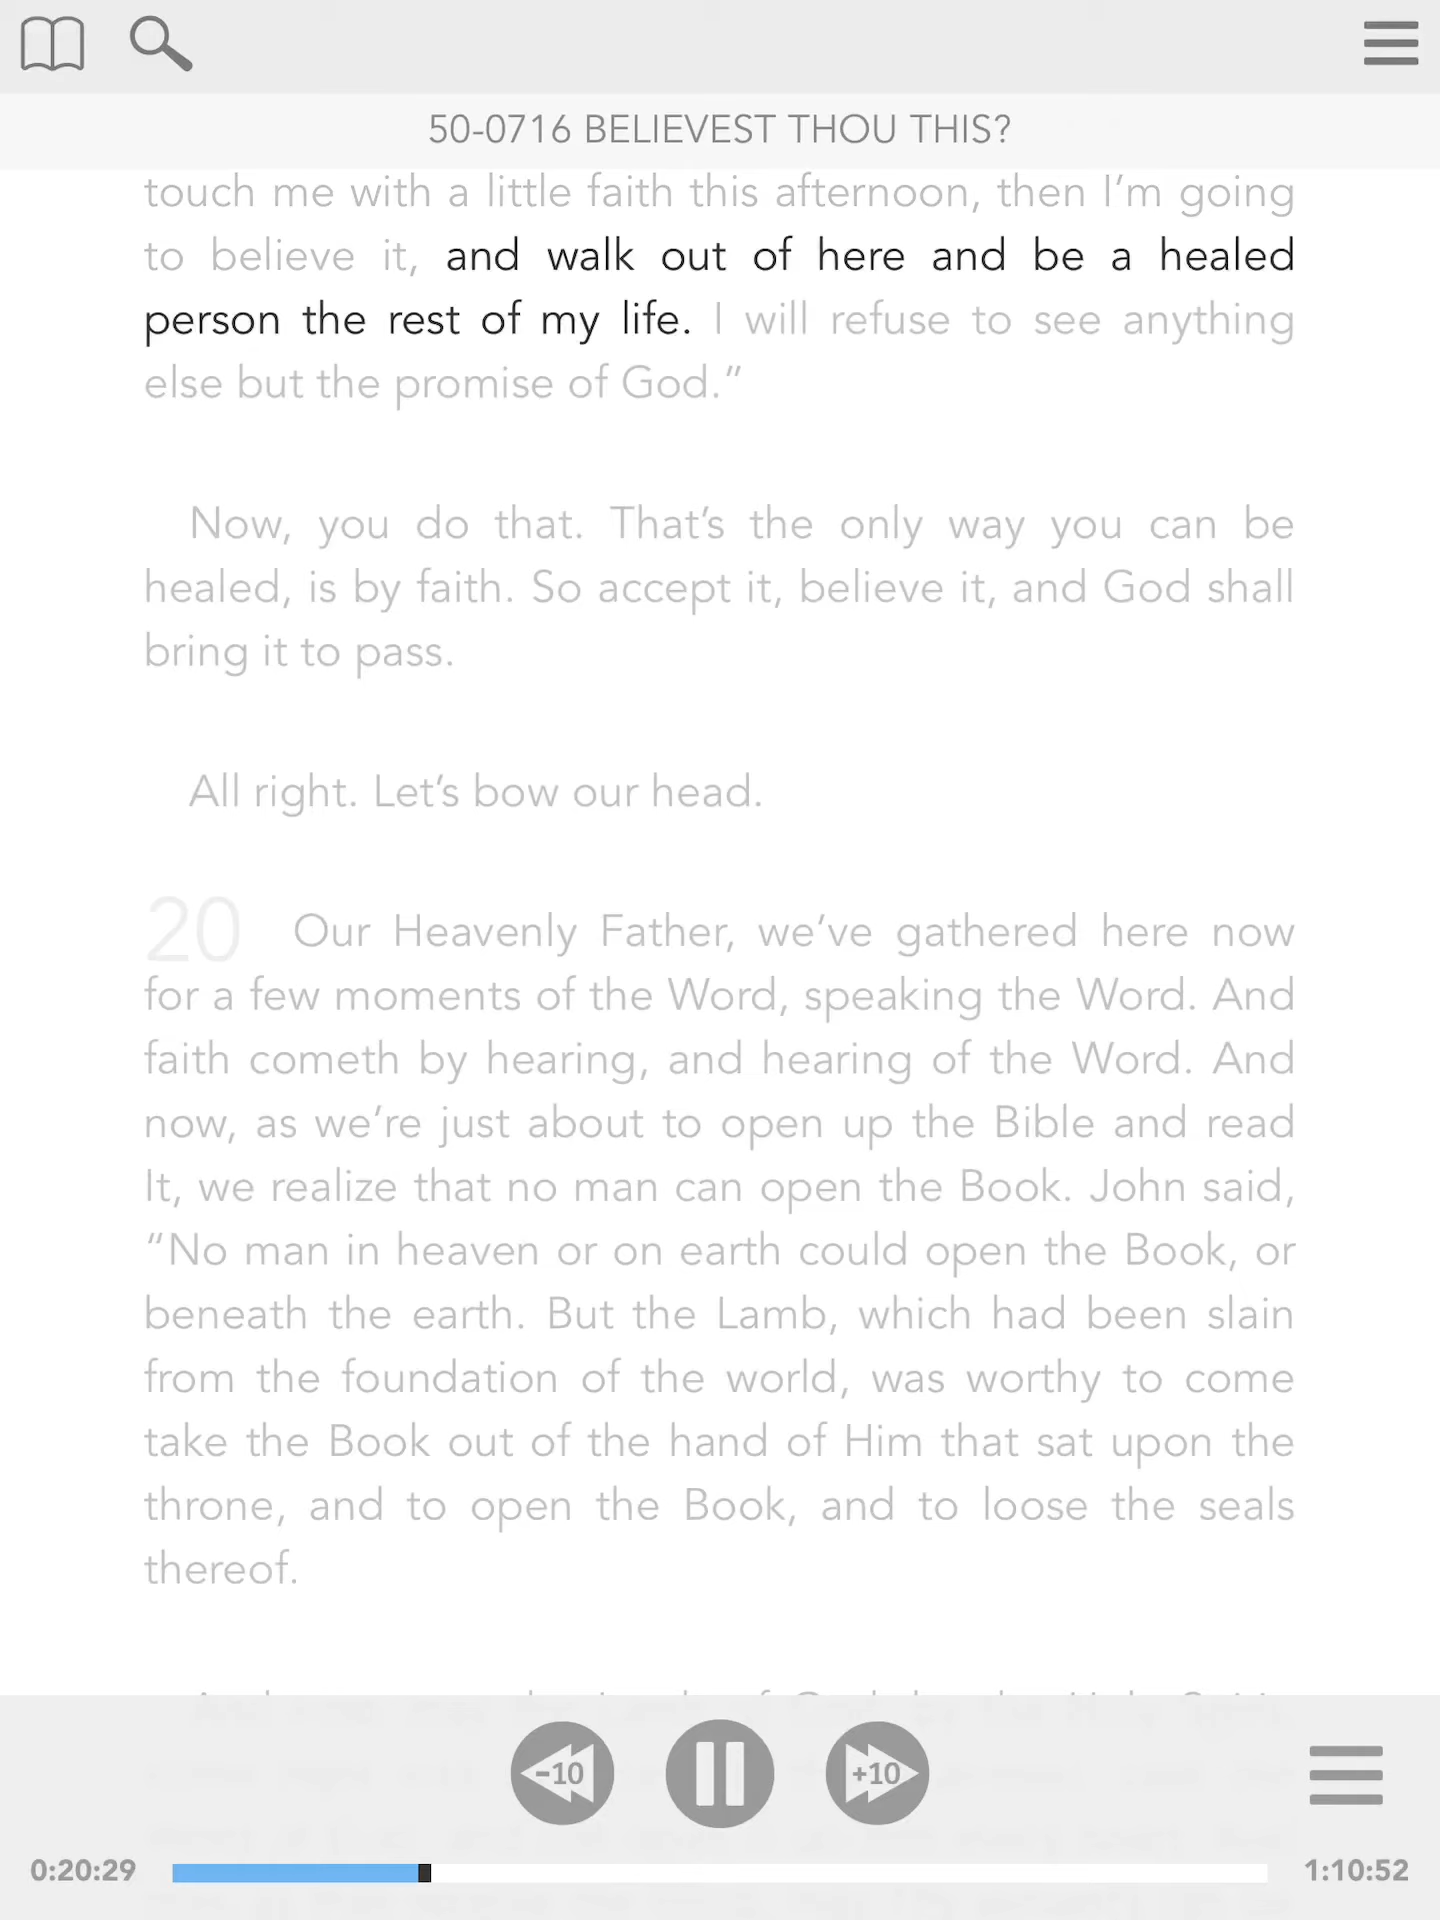 50-0716 BELIEVEST THOU THIS?
touch me with a little faith this afternoon, then I’m going
to believe it, and walk out of here and be a healed
person the rest of my life. I will refuse to see anything
else but the promise of God.”
Now, you do that. That’s the only way you can be
healed, is by faith. So accept it, believe it, and God shall
bring it to pass.
All right. Let’s bow our head.
20 Our Heavenly Father, we’ve gathered here now
for a few moments of the Word, speaking the Word. And
faith cometh by hearing, and hearing of the Word. And
now, as we’re just about to open up the Bible and read
It, we realize that no man can open the Book. John said,
“No man in heaven or on earth could open the Book, or
beneath the earth. But the Lamb, which had been slain
from the foundation of the world, was worthy to come
take the Book out of the hand of Him that sat upon the
throne, and to open the Book, and to loose the seals
thereof.
-10 +10
0:20:29 1:10:52